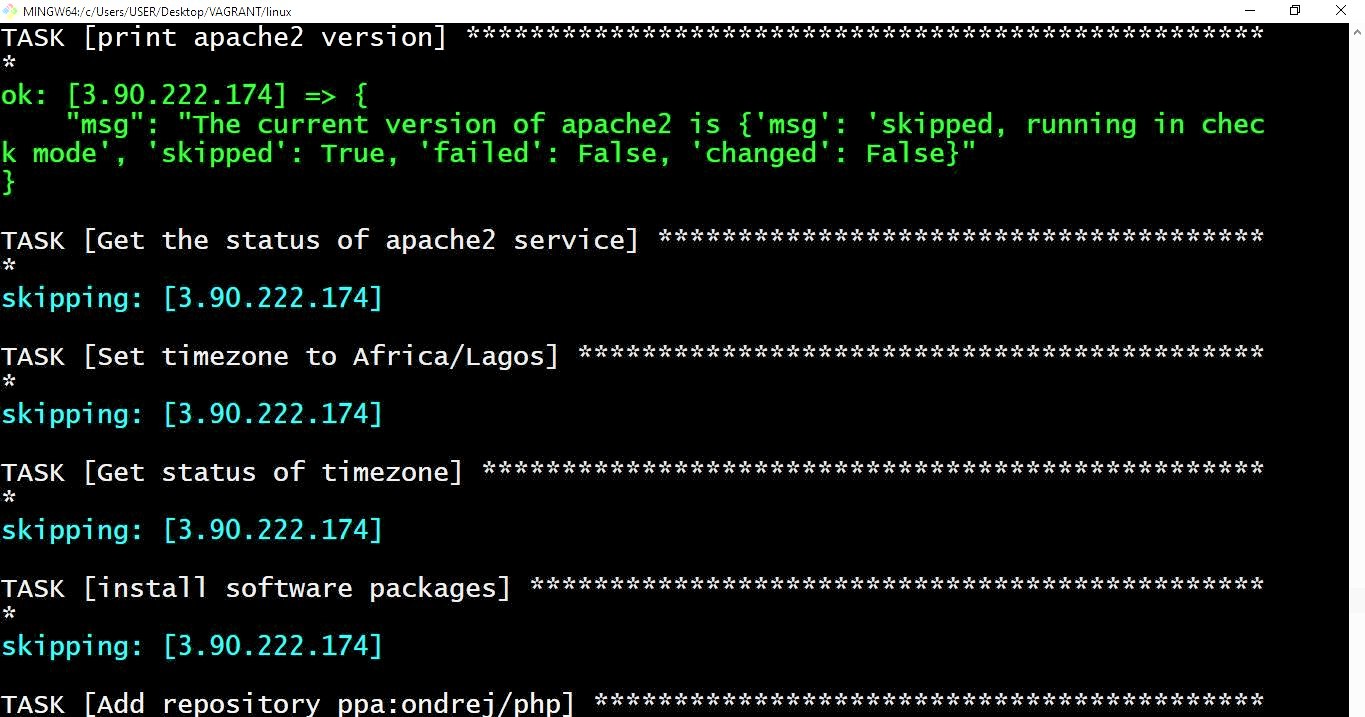 MINGW64:/c/Users/USER/Desktop/VAGRANT/linux
TASK [print apache2 version] **************************************************
*
ok: [3.90.222.174] => {
    "msg": "The current version of apache2 is {'msg': 'skipped, running in chec
k mode', 'skipped': True, 'failed': False, 'changed': False}"
}
TASK [Get the status of apache2 service] **************************************
*
skipping: [3.90.222.174]
TASK [Set timezone to Africa/Lagos] *******************************************
*
skipping: [3.90.222.174]
TASK [Get status of timezone] *************************************************
*
skipping: [3.90.222.174]
TASK [install software packages] **********************************************
*
skipping: [3.90.222.174]
TASK [Add repository ppa:ondrej/php] ******************************************